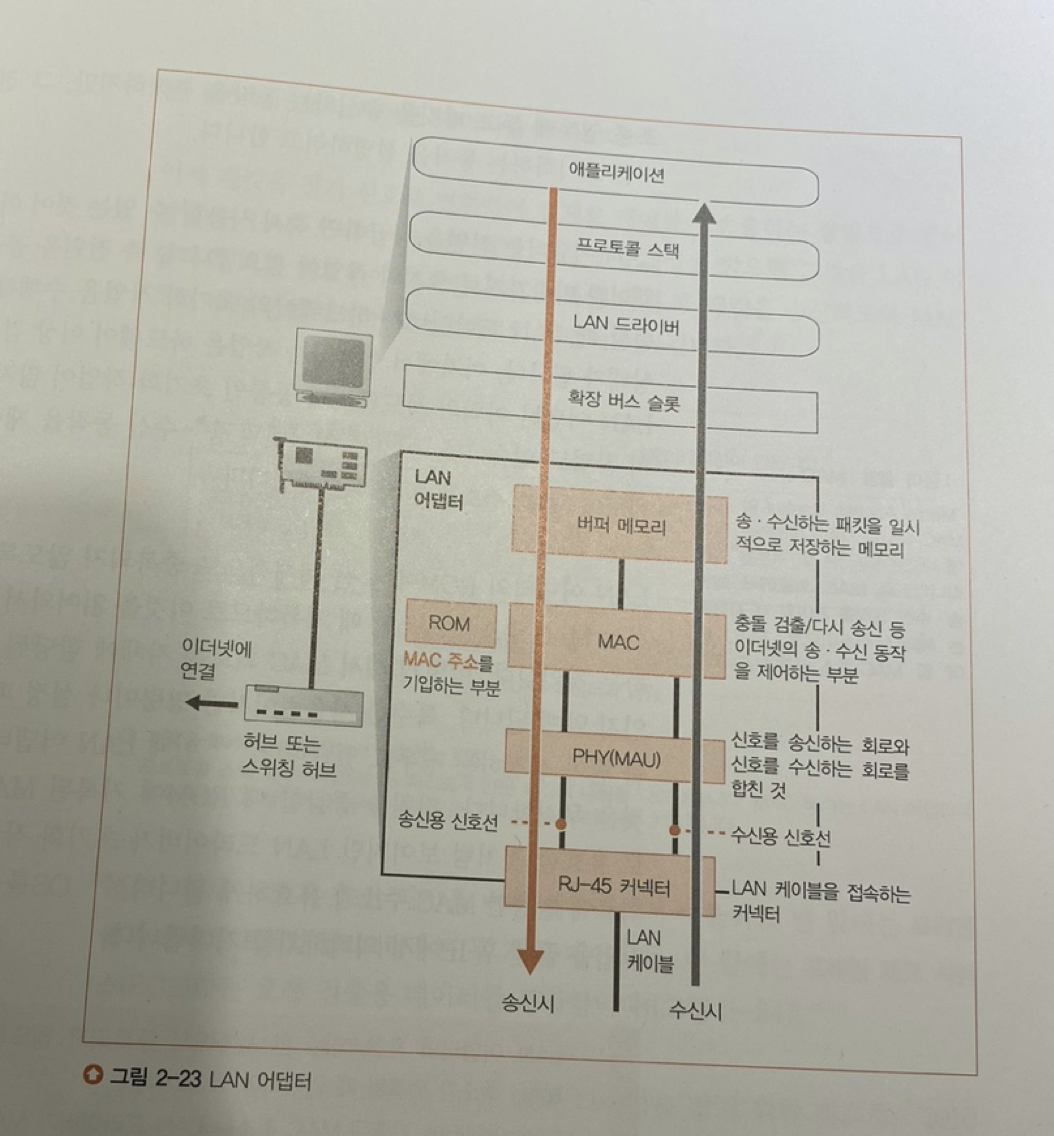 애플리케이션
프로토콜 스택
LAN 드라이버
확장 버스 슬롯
LAN
어댑터
버퍼 메모리
송·수신하는 패킷을 일시
적으로 저장하는 메모리
ROM
MAC 주소를
기입하는 부분
MAC
충돌 검출/다시 송신 등
이더넷의 송·수신 동작
을 제어하는 부분
이더넷에
연결
허브 또는
스위칭 허브
PHY(MAU)
신호를 송신하는 회로와
신호를 수신하는 회로를
합친 것
송신용 신호선
수신용 신호선
RJ-45 커넥터
LAN 케이블을 접속하는
커넥터
LAN
케이블
송신시
수신시
그림 2-23 LAN 어댑터